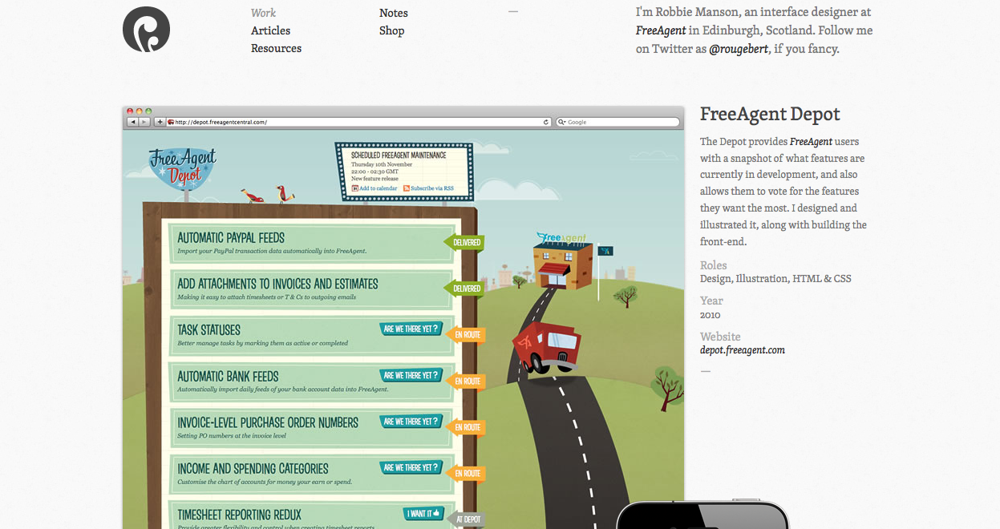 Work
Articles
Resources
Notes
Shop
—
I'm Robbie Manson, an interface designer at
FreeAgent in Edinburgh, Scotland. Follow me
on Twitter as @rougebert, if you fancy.
http://depot.freeagentcentral.com/
Google
FreeAgent
Depot
SCHEDULED FREEAGENT MAINTENANCE
Thursday 10th November
22:00 - 02:30 GMT
New feature release
Add to calendar Subscribe via RSS
AUTOMATIC PAYPAL FEEDS
Import your PayPal transaction data automatically into FreeAgent.
DELIVERED
ADD ATTACHMENTS TO INVOICES AND ESTIMATES
Making it easy to attach timesheets or T & Cs to outgoing emails
DELIVERED
TASK STATUSES
Better manage tasks by marking them as active or completed
ARE WE THERE YET?
EN ROUTE
AUTOMATIC BANK FEEDS
Automatically import daily feeds of your bank account data into FreeAgent.
ARE WE THERE YET?
EN ROUTE
INVOICE-LEVEL PURCHASE ORDER NUMBERS
Setting PO numbers at the invoice level
ARE WE THERE YET?
EN ROUTE
INCOME AND SPENDING CATEGORIES
Customise the chart of accounts for money your earn or spend.
ARE WE THERE YET?
EN ROUTE
TIMESHEET REPORTING REDUX
Provide greater flexibility and control when creating timesheet reports
I WANT IT
AT DEPOT
freeagent
FreeAgent Depot
The Depot provides FreeAgent users
with a snapshot of what features are
currently in development, and also
allows them to vote for the features
they want the most. I designed and
illustrated it, along with building the
front-end.
Roles
Design, Illustration, HTML & CSS
Year
2010
Website
depot.freeagent.com
—